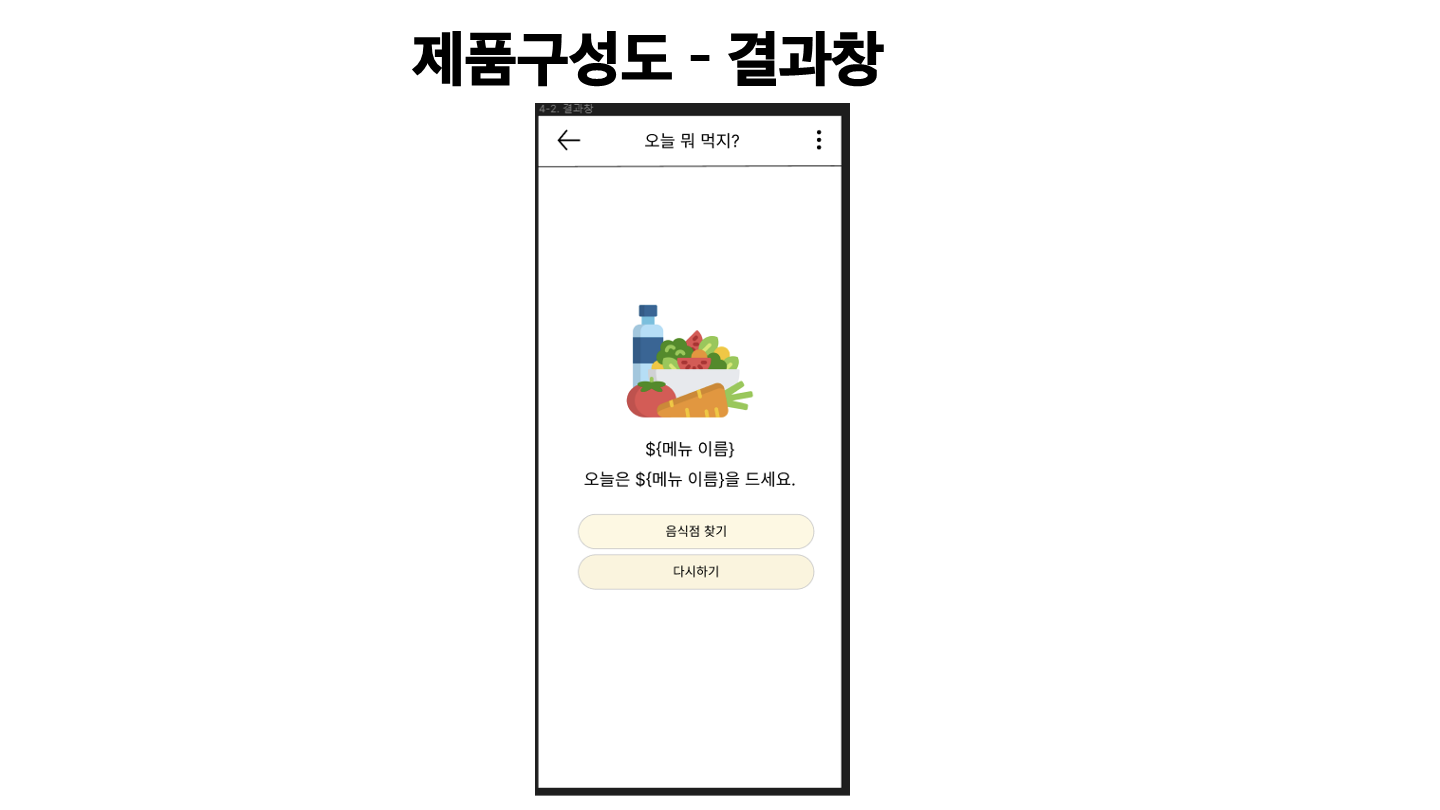 제품구성도 - 결과창
4-2. 결과창
오늘 뭐 먹지?
${메뉴 이름}
오늘은 ${메뉴 이름}을 드세요.
음식점 찾기
다시하기